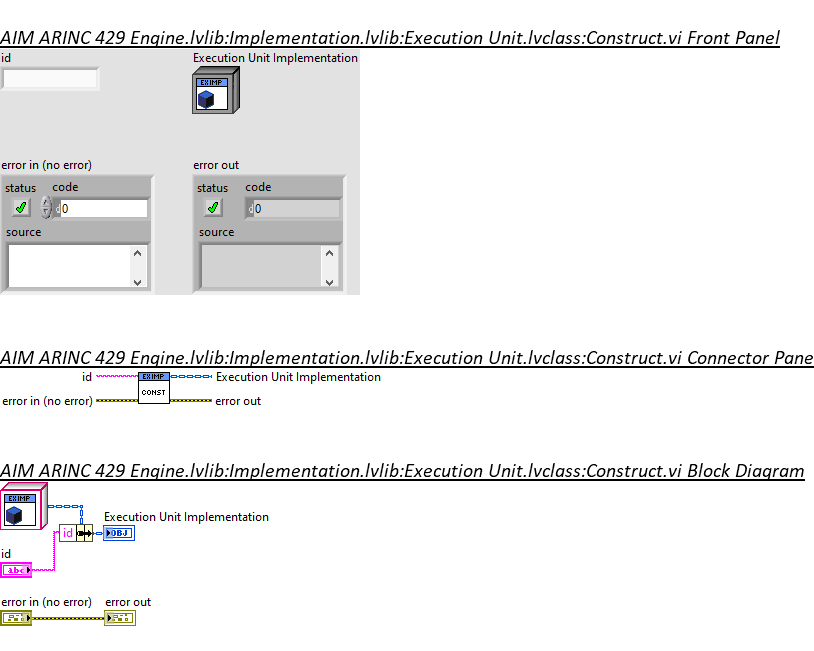 AIM ARINC 429 Engine.lvlib:Implementation.lvlib:Execution Unit.lvclass:Construct.vi Front Panel
id Execution Unit Implementation
EXIMP
error in (no error) error out
status code status code
d 0 d 0
source source
AIM ARINC 429 Engine.lvlib:Implementation.lvlib:Execution Unit.lvclass:Construct.vi Connector Pane
id EXIMP Execution Unit Implementation
CONST
error in (no error) error out
AIM ARINC 429 Engine.lvlib:Implementation.lvlib:Execution Unit.lvclass:Construct.vi Block Diagram
EXIMP
Execution Unit Implementation
id OBJ
id
abc
error in (no error) error out